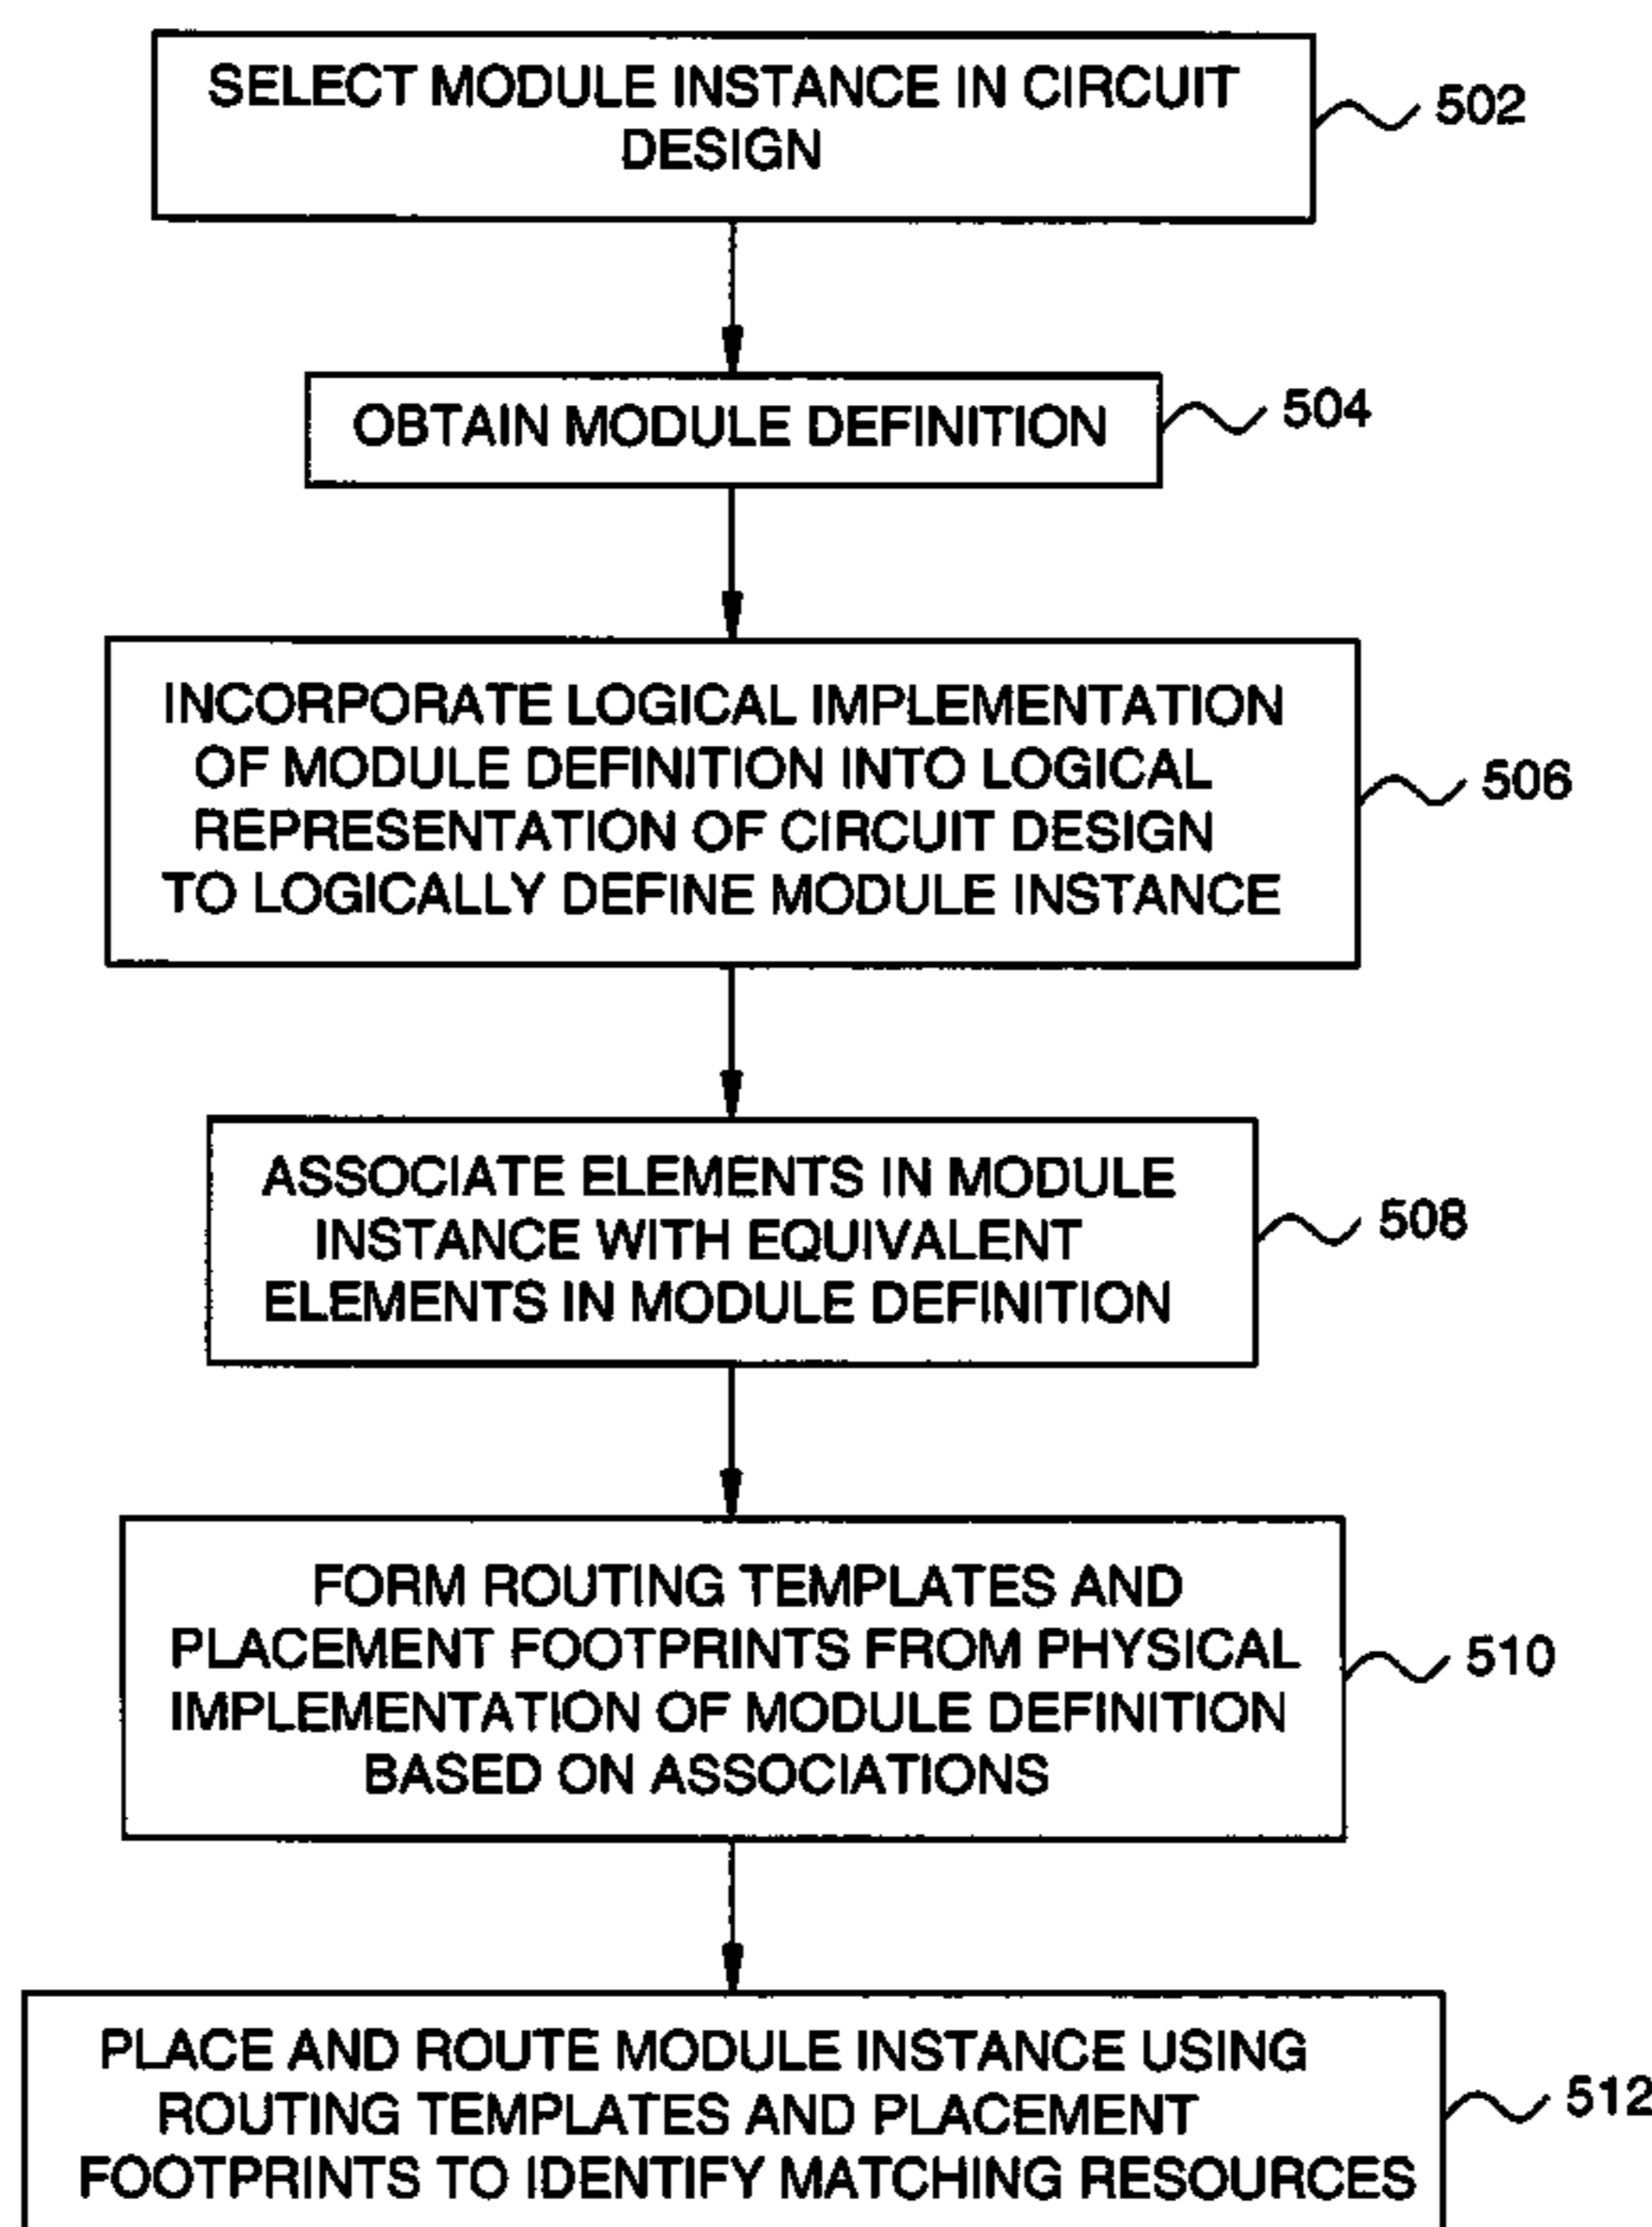 SELECT MODULE INSTANCE IN CIRCUIT
DESIGN
502
OBTAIN MODULE DEFINITION
504
INCORPORATE LOGICAL IMPLEMENTATION
OF MODULE DEFINITION INTO LOGICAL
REPRESENTATION OF CIRCUIT DESIGN
TO LOGICALLY DEFINE MODULE INSTANCE
506
ASSOCIATE ELEMENTS IN MODULE
INSTANCE WITH EQUIVALENT
ELEMENTS IN MODULE DEFINITION
508
FORM ROUTING TEMPLATES AND
PLACEMENT FOOTPRINTS FROM PHYSICAL
IMPLEMENTATION OF MODULE DEFINITION
BASED ON ASSOCIATIONS
510
PLACE AND ROUTE MODULE INSTANCE USING
ROUTING TEMPLATES AND PLACEMENT
FOOTPRINTS TO IDENTIFY MATCHING RESOURCES
512